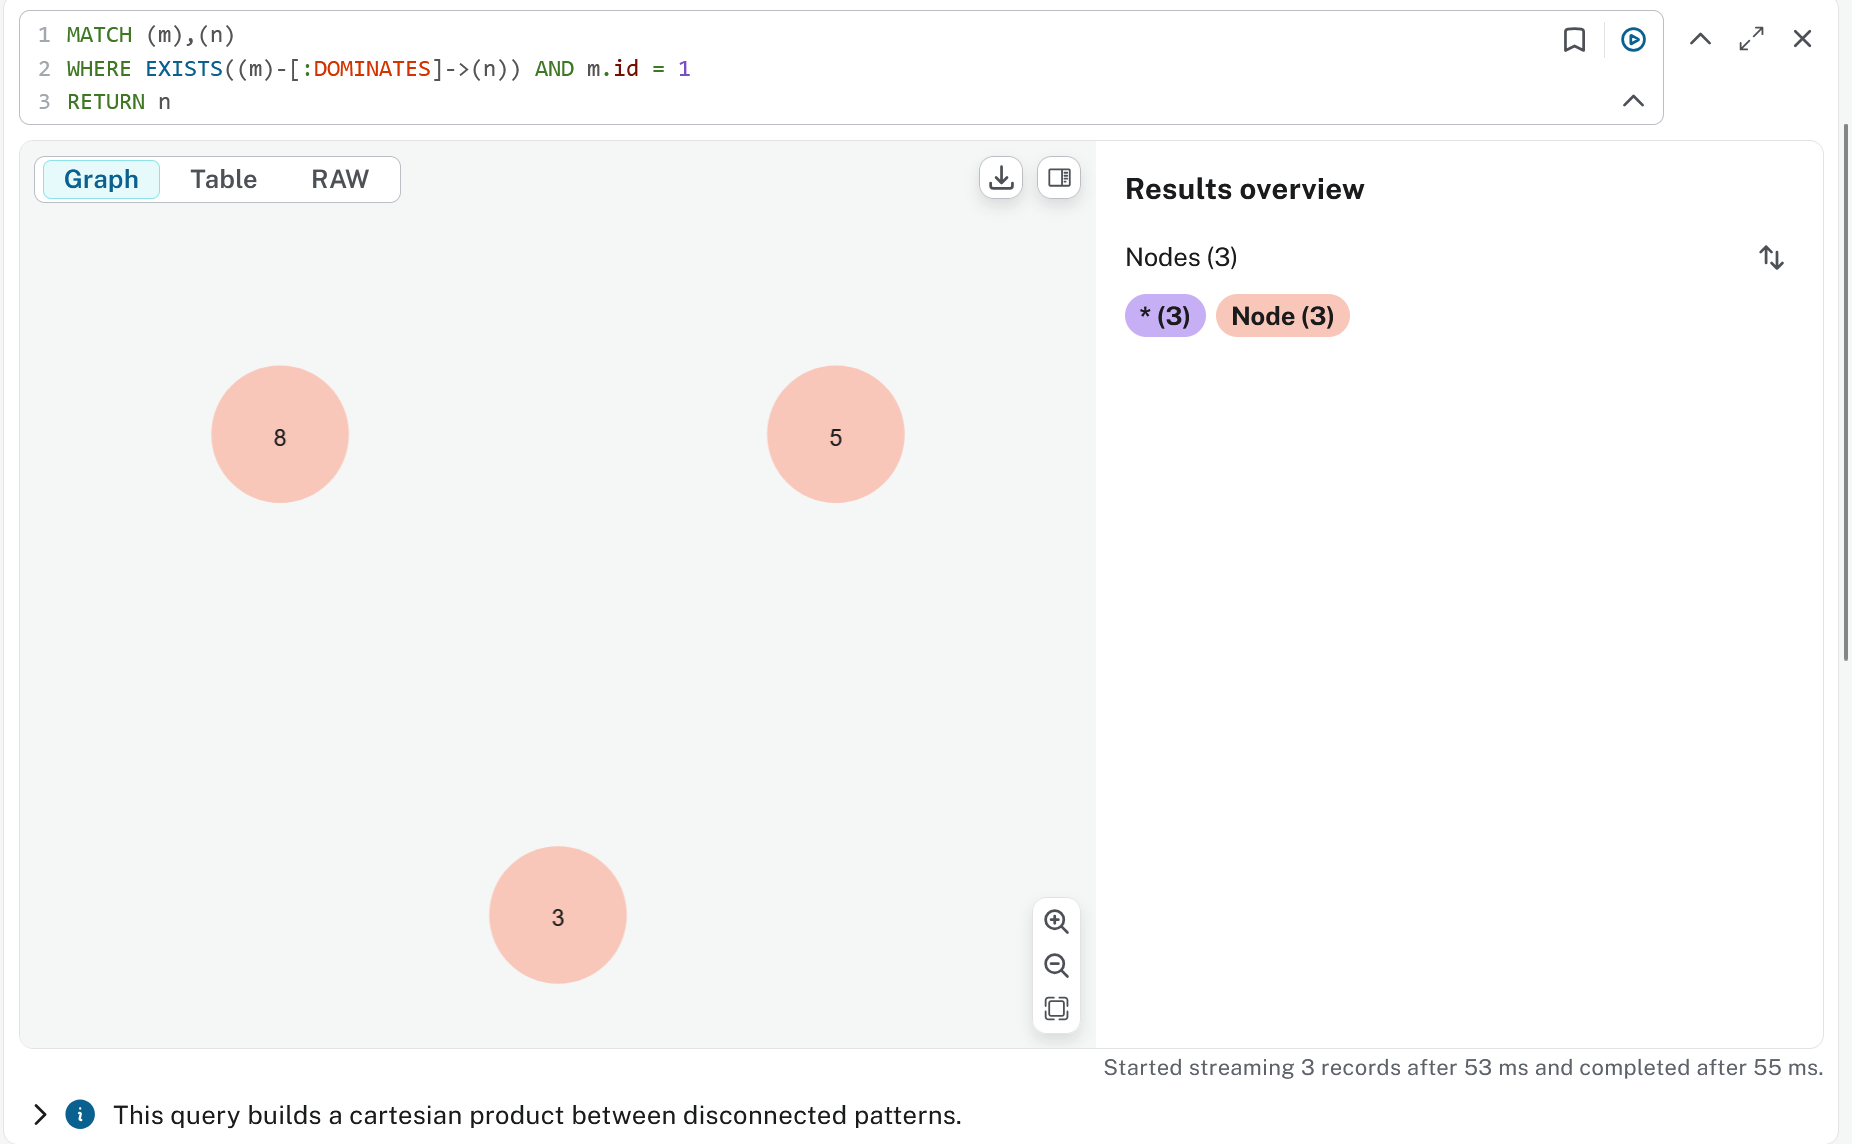 1 MATCH (m),(n)
2 WHERE EXISTS((m)-[:DOMINATES]->(n)) AND m.id = 1
3 RETURN n
Graph Table RAW
Results overview
Nodes (3)
* (3) Node (3)
8
5
3
Started streaming 3 records after 53 ms and completed after 55 ms.
This query builds a cartesian product between disconnected patterns.